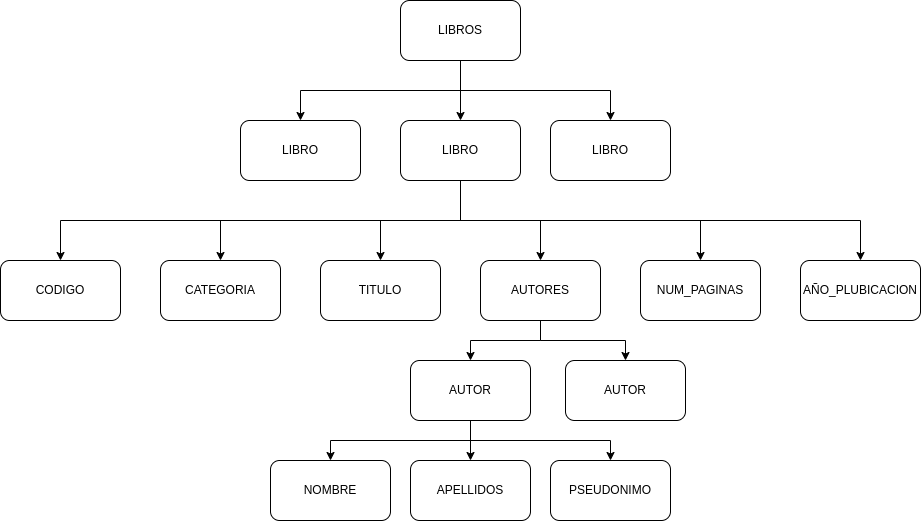 LIBROS
LIBRO
LIBRO
LIBRO
CODIGO
CATEGORIA
TITULO
AUTORES
NUM_PAGINAS
AÑO_PLUBICACION
AUTOR
AUTOR
NOMBRE
APELLIDOS
PSEUDONIMO